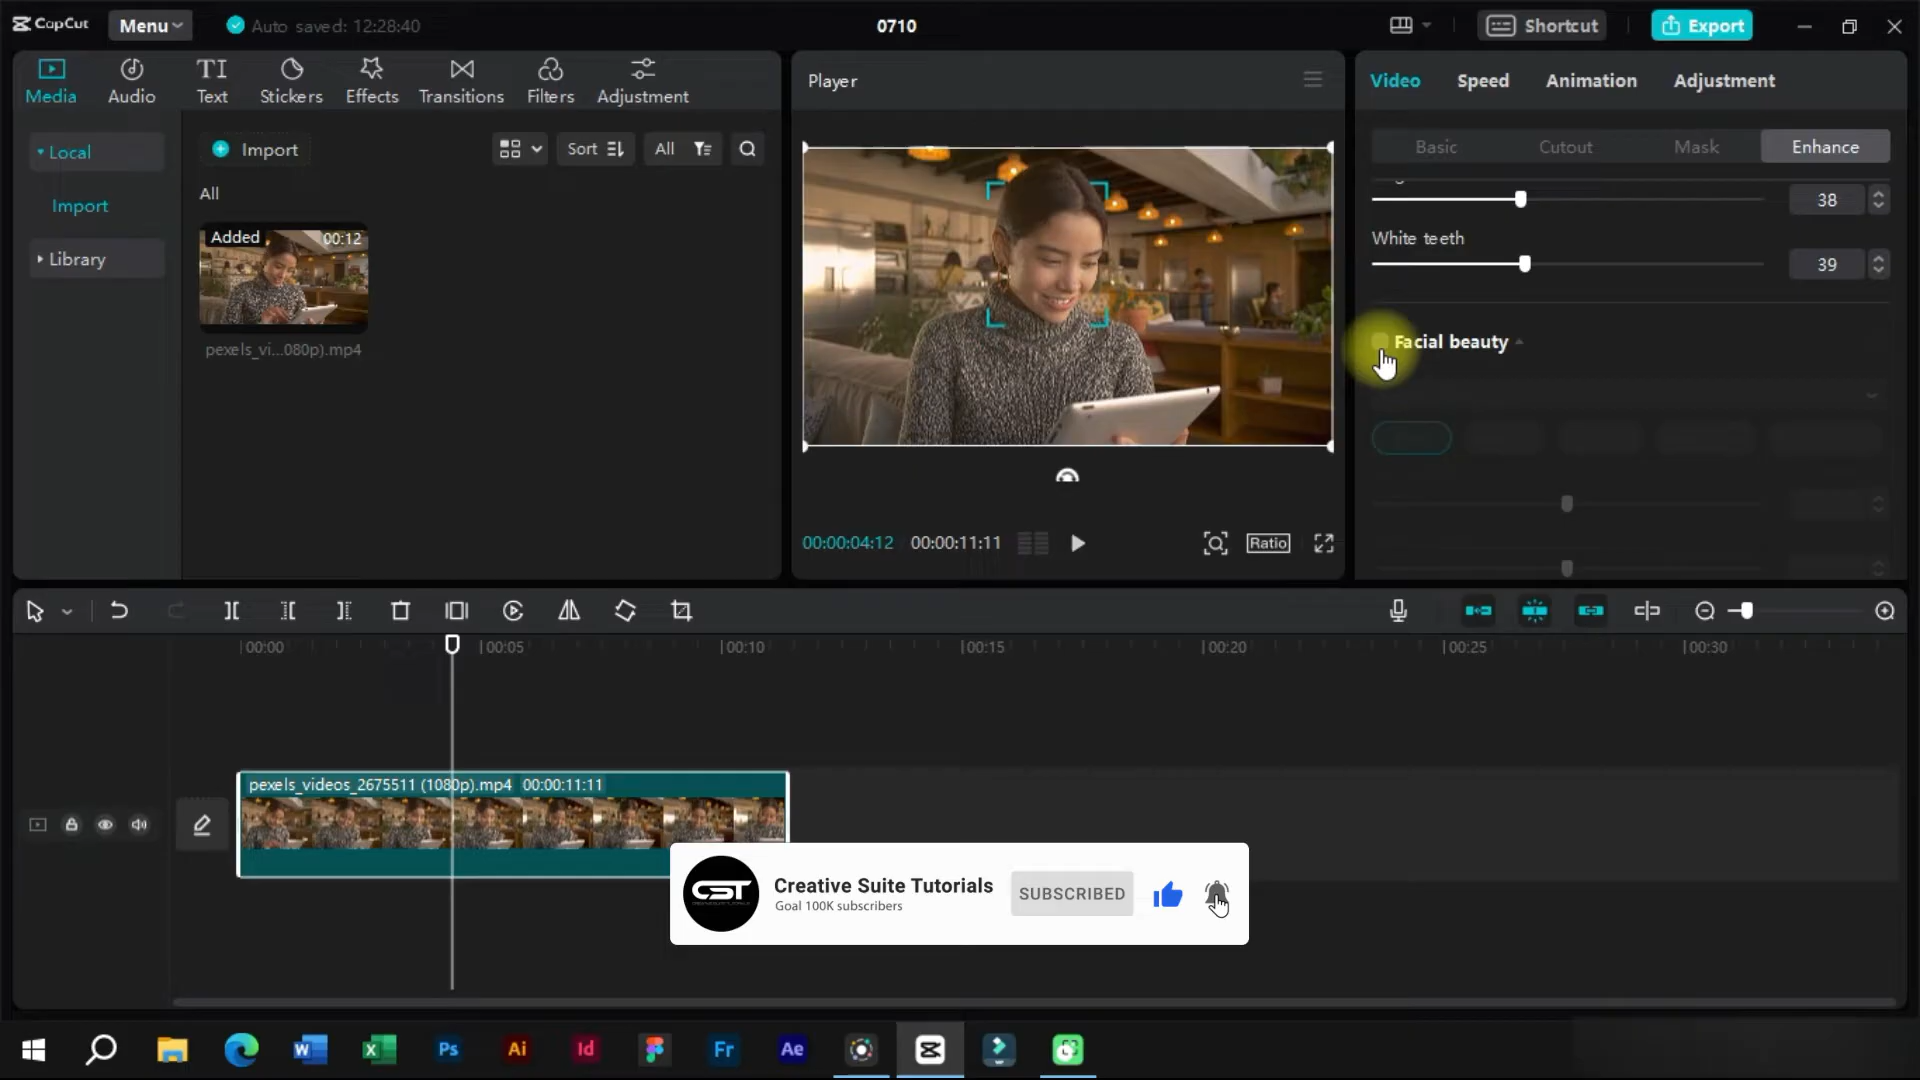 CapCut
Menu
Auto saved: 12:28:40
0710
Shortcut
Export
Media
Audio
TI
Text
Stickers
Effects
Transitions
Filters
Adjustment
Local
Import
Library
Import
Sort
All
All
Added
00:12
pexels_vi...080p).mp4
Player
00:00:04:12
00:00:11:11
Ratio
Video
Speed
Animation
Adjustment
Basic
Cutout
Mask
Enhance
38
White teeth
39
Facial beauty
00:00
00:05
00:10
00:15
00:20
00:25
00:30
pexels_videos_2675511 (1080p).mp4 00:00:11:11
CST
Creative Suite Tutorials
Goal 100K subscribers
SUBSCRIBED
W
X
Ps
Ai
Id
Fr
Ae